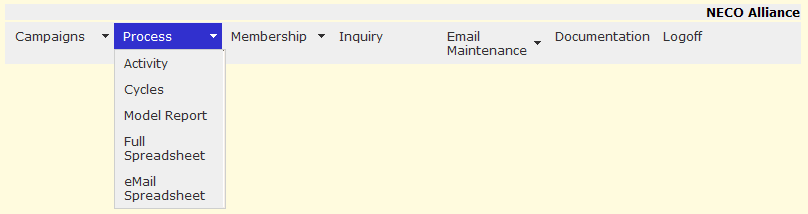 NECO Alliance
Campaigns Process Membership Inquiry Email Maintenance Documentation Logoff
Activity
Cycles
Model Report
Full
Spreadsheet
eMail
Spreadsheet